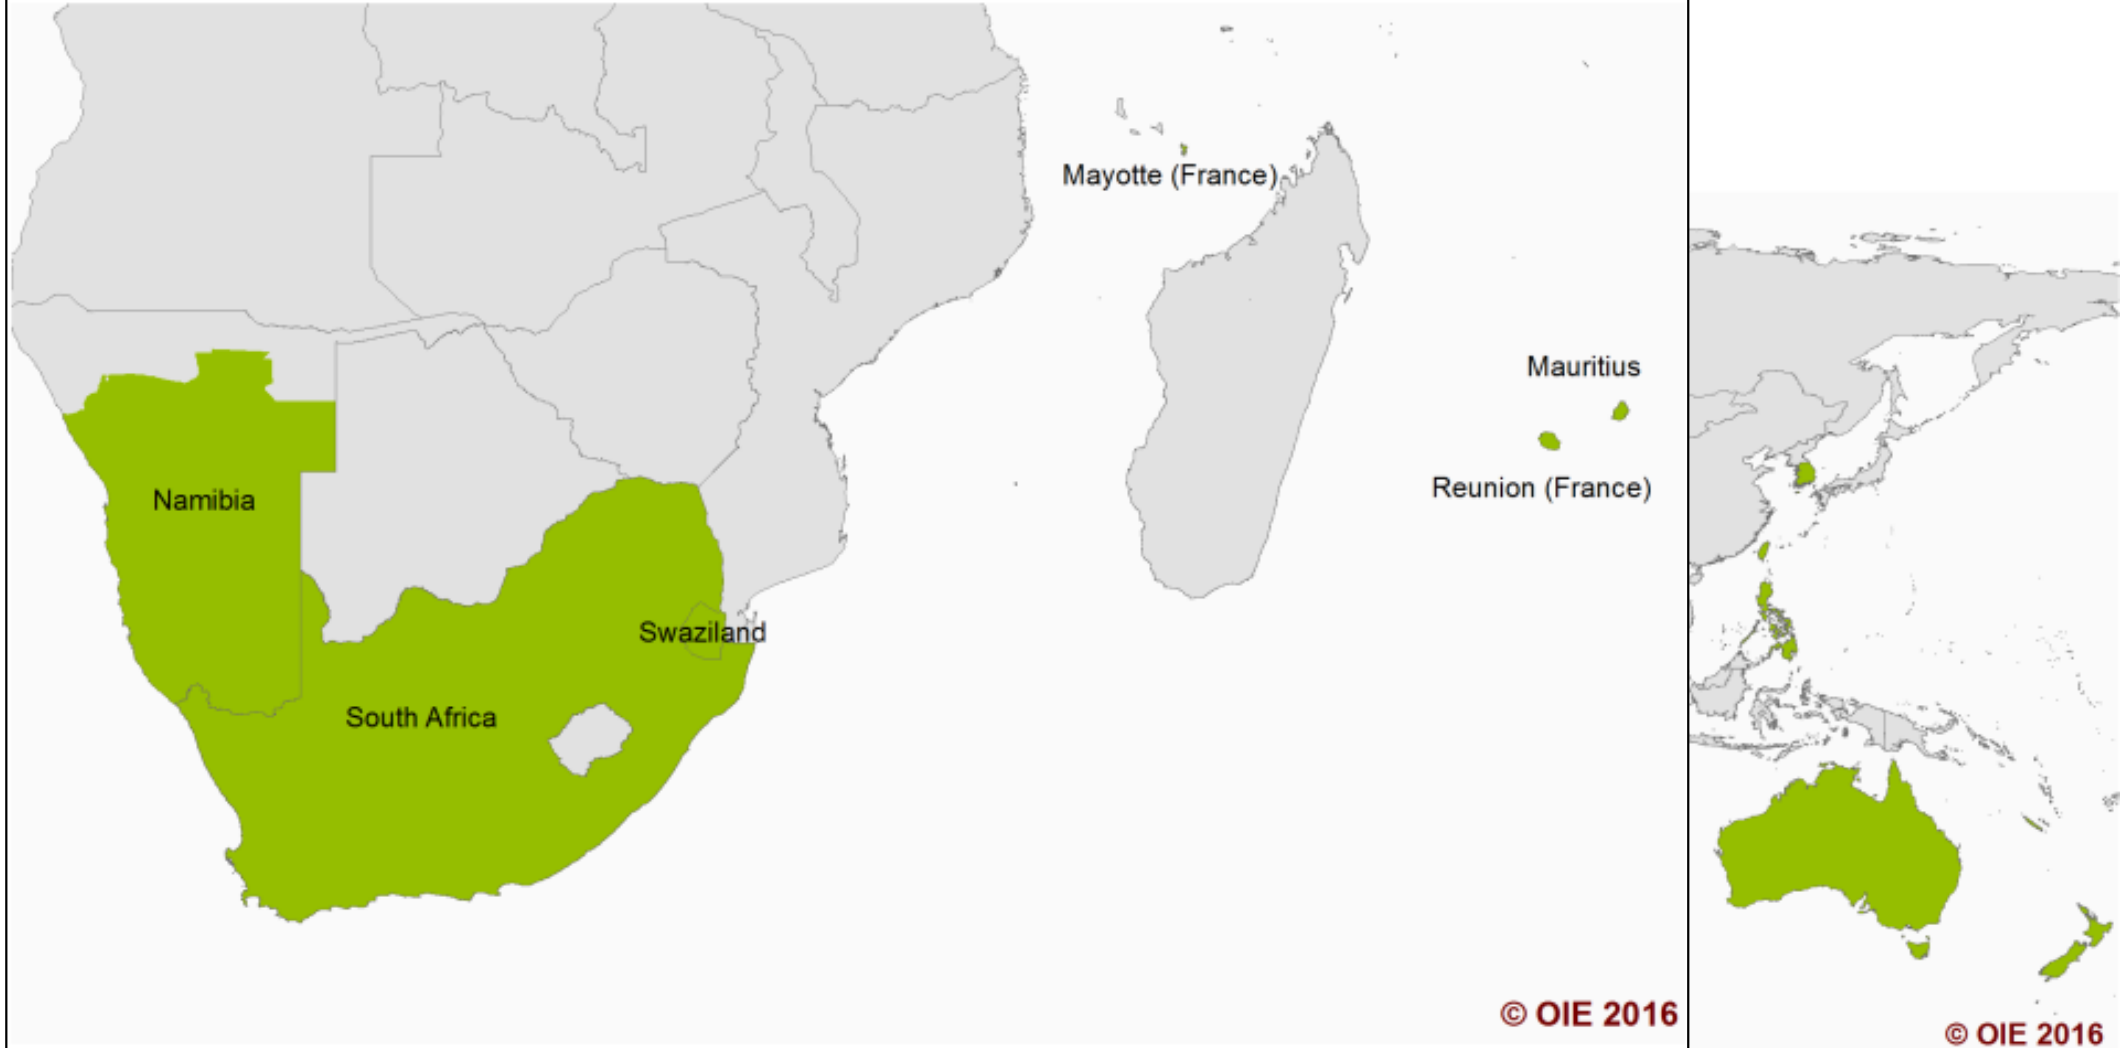 Mayotte (France)
Mauritius
Reunion (France)
Namibia
Swaziland
South Africa
© OIE 2016
© OIE 2016